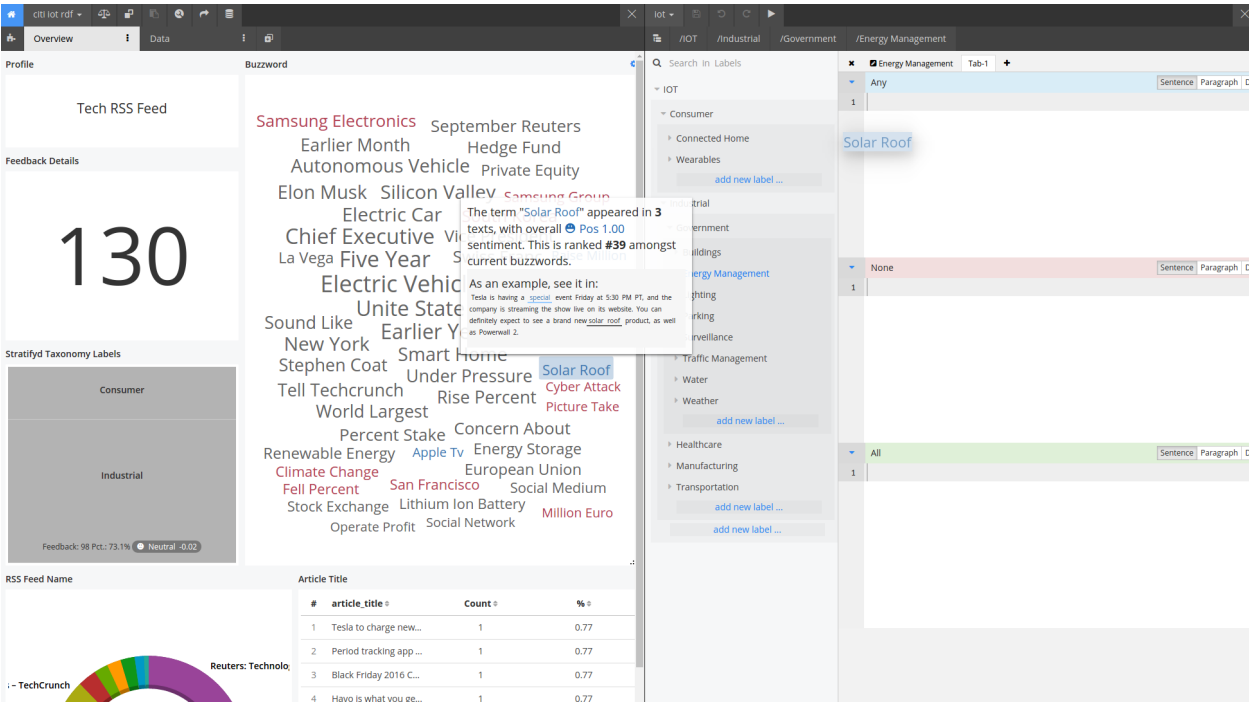 citi iot rdf
iot
Overview
Data
/IOT
/Industrial
/Government
/Energy Management
Profile
Tech RSS Feed
Feedback Details
130
Stratifyd Taxonomy Labels
Consumer
Industrial
Feedback: 98 Pct.: 73.1% Neutral -0.02
Buzzword
Samsung Electronics September Reuters
Earlier Month Hedge Fund
Autonomous Vehicle Private Equity
Elon Musk Silicon Valley Samsung Group
Electric Car
Chief Executive
La Vega Five Year
Electric
Sound Like
New York Earlier
Smart Home
Stephen Coat Under Pressure Solar Roof
Tell Techcrunch Rise Percent Cyber Attack
World Largest Picture Take
Percent Stake Concern About
Renewable Energy Apple Tv Energy Storage
Climate Change European Union
Fell Percent San Francisco Social Medium
Stock Exchange Lithium Ion Battery
Million Euro
Operate Profit Social Network
The term "Solar Roof" appeared in 3
texts, with overall Pos 1.00
sentiment. This is ranked #39 amongst
current buzzwords.
As an example, see it in:
Tesla is having a special event Friday at 5:30 PM PT, and the
company is streaming the show live on its website. You can
definitely expect to see a brand new solar roof product, as well
as Powerwall 2.
RSS Feed Name
Reuters:
– TechCrunch
Article Title
# article_title Count %
1 Tesla to charge new... 1 0.77
2 Period tracking app ... 1 0.77
3 Black Friday 2016 C... 1 0.77
4 Havo is what you ge... 1 0.77
Search in Labels
IOT
Consumer
Connected Home
Wearables
add new label ...
Energy Management
Traffic Management
Water
Weather
add new label ...
Healthcare
Manufacturing
Transportation
add new label ...
add new label ...
Energy Management
Tab-1
Any
Sentence Paragraph
1
Solar Roof
None
Sentence Paragraph
1
All
Sentence Paragraph
1